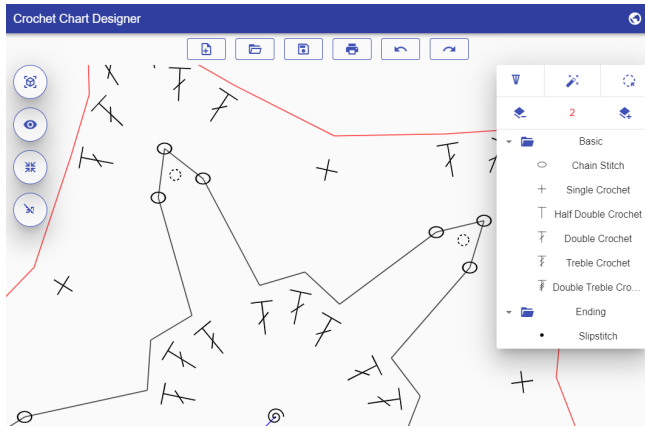 Crochet Chart Designer
2
Basic
Chain Stitch
Single Crochet
Half Double Crochet
Double Crochet
Treble Crochet
Double Treble Cro...
Ending
Slipstitch